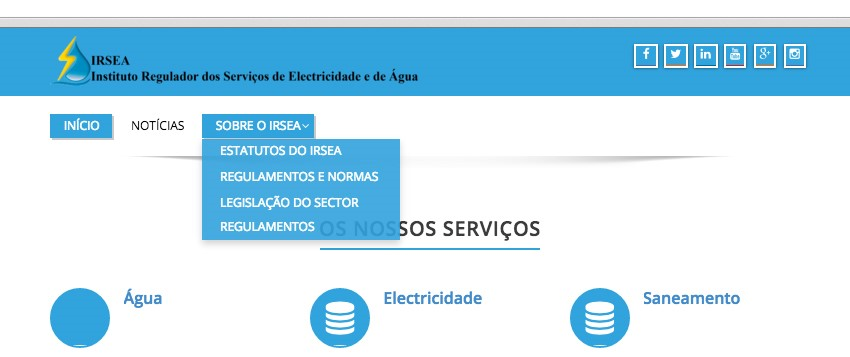 IRSEA
Instituto Regulador dos Serviços de Electricidade e de Água
INÍCIO NOTÍCIAS SOBRE O IRSEA
ESTATUTOS DO IRSEA
REGULAMENTOS E NORMAS
LEGISLAÇÃO DO SECTOR
REGULAMENTOS
OS NOSSOS SERVIÇOS
Água Electricidade Saneamento